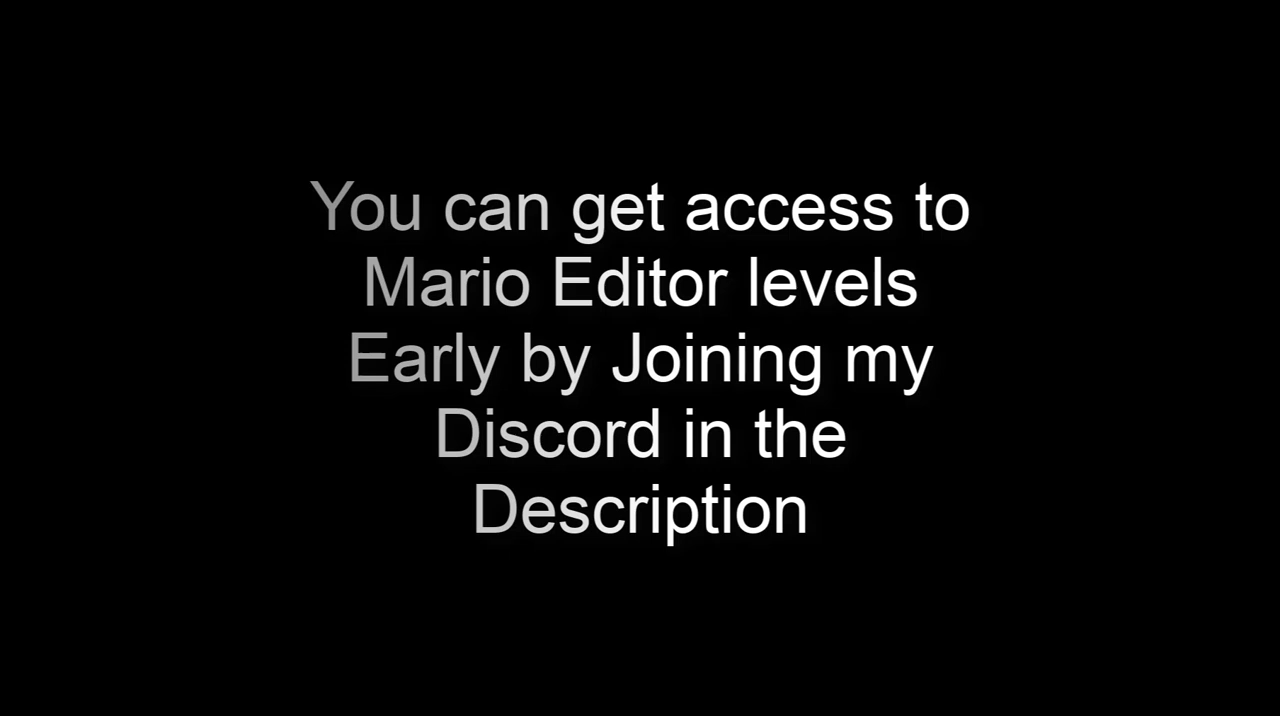 You can get access to
Mario Editor levels
Early by Joining my
Discord in the
Description